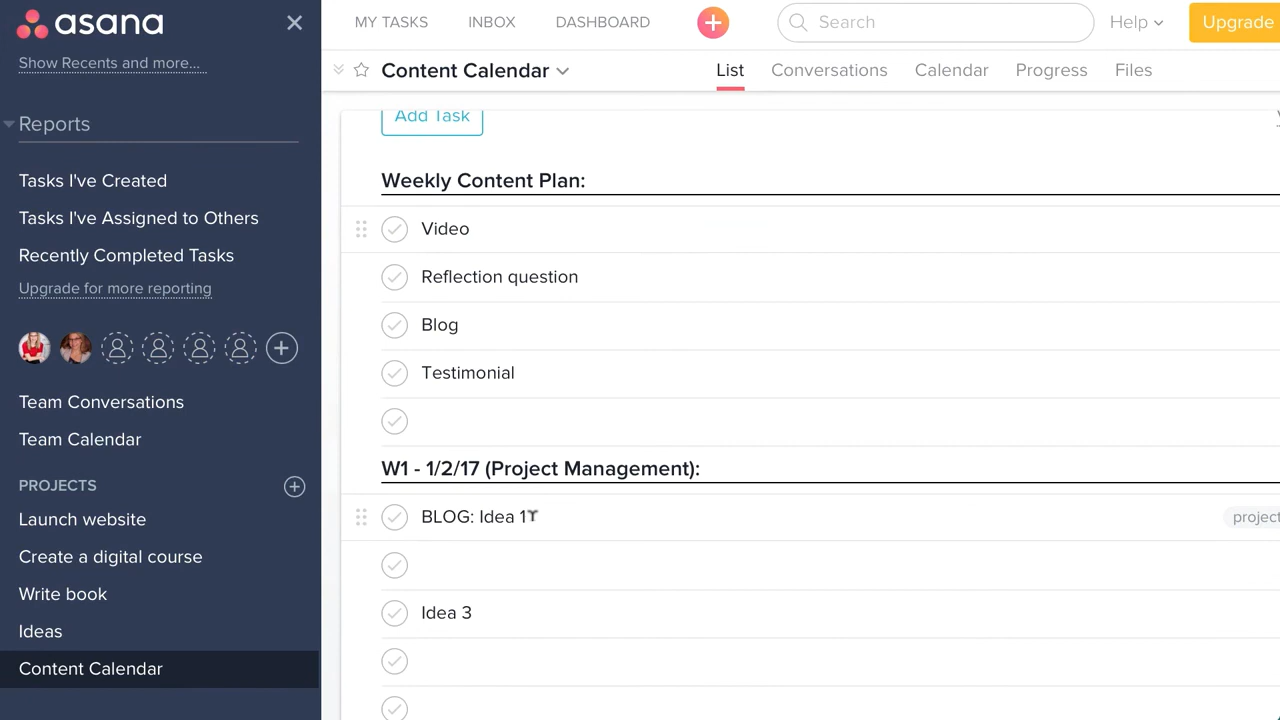 asana
Show Recents and more...
Reports
Tasks I've Created
Tasks I've Assigned to Others
Recently Completed Tasks
Upgrade for more reporting
Team Conversations
Team Calendar
PROJECTS
Launch website
Create a digital course
Write book
Ideas
Content Calendar
MY TASKS INBOX DASHBOARD Search Help Upgrade
Content Calendar List Conversations Calendar Progress Files
Add Task
Weekly Content Plan:
Video
Reflection question
Blog
Testimonial
W1 - 1/2/17 (Project Management):
BLOG: Idea 1 project
Idea 3